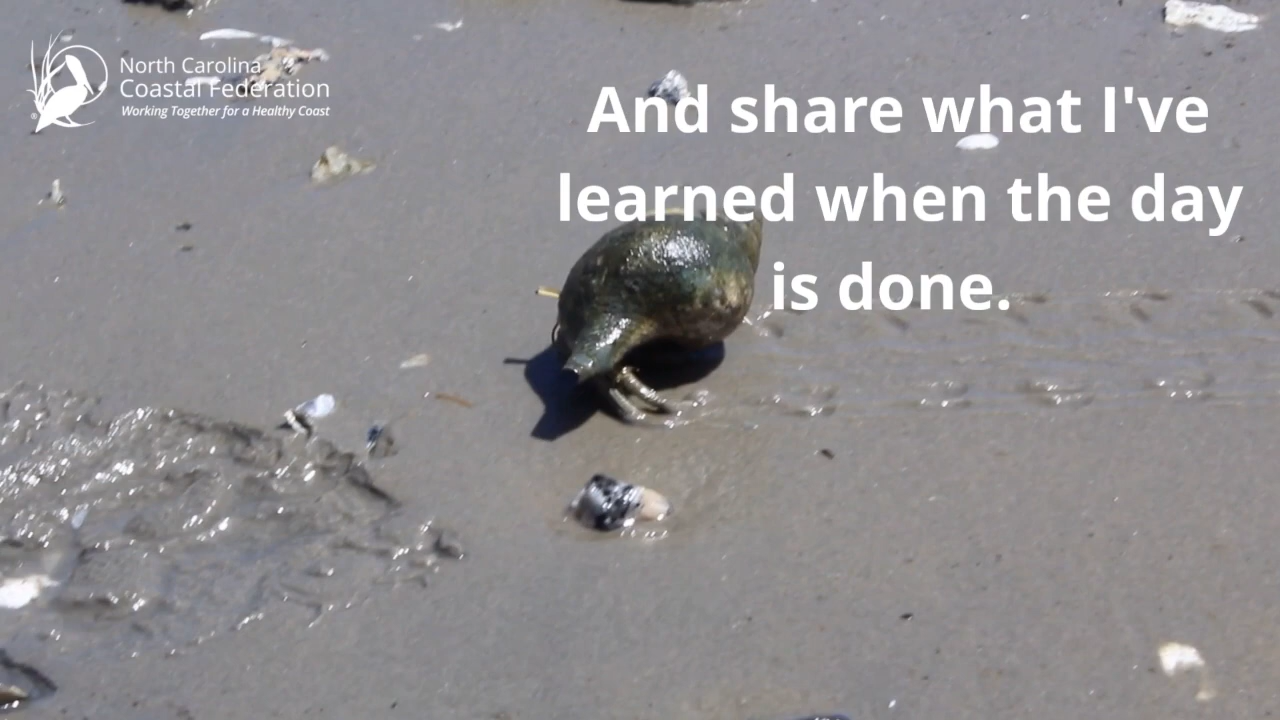 North Carolina
Coastal Federation
Working Together for a Healthy Coast
And share what I've
learned when the day
is done.